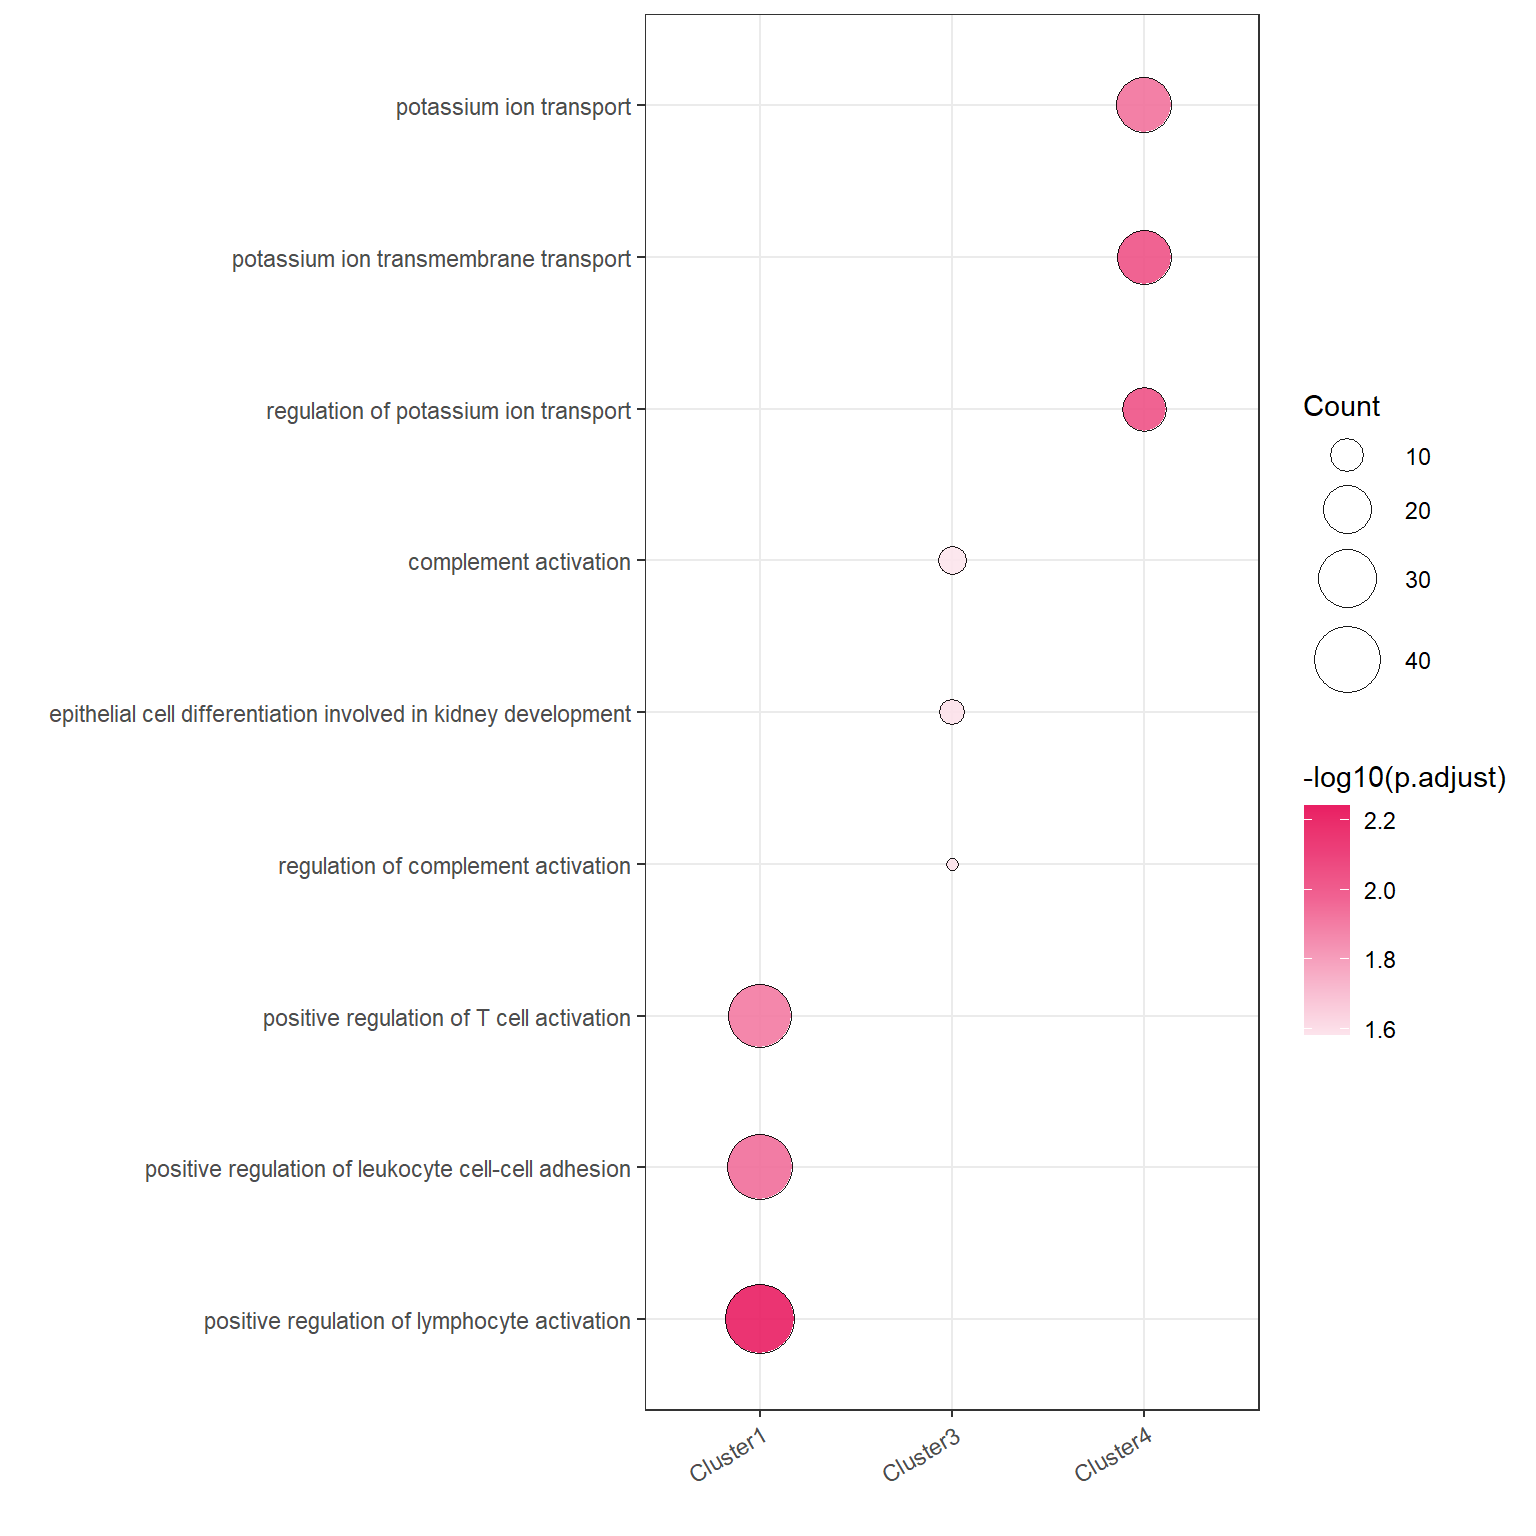 potassium ion transport
potassium ion transmembrane transport
regulation of potassium ion transport
complement activation
epithelial cell differentiation involved in kidney development
regulation of complement activation
positive regulation of T cell activation
positive regulation of leukocyte cell-cell adhesion
positive regulation of lymphocyte activation
Cluster1
Cluster3
Cluster4
Count
10
20
30
40
-log10(p.adjust)
2.2
2.0
1.8
1.6